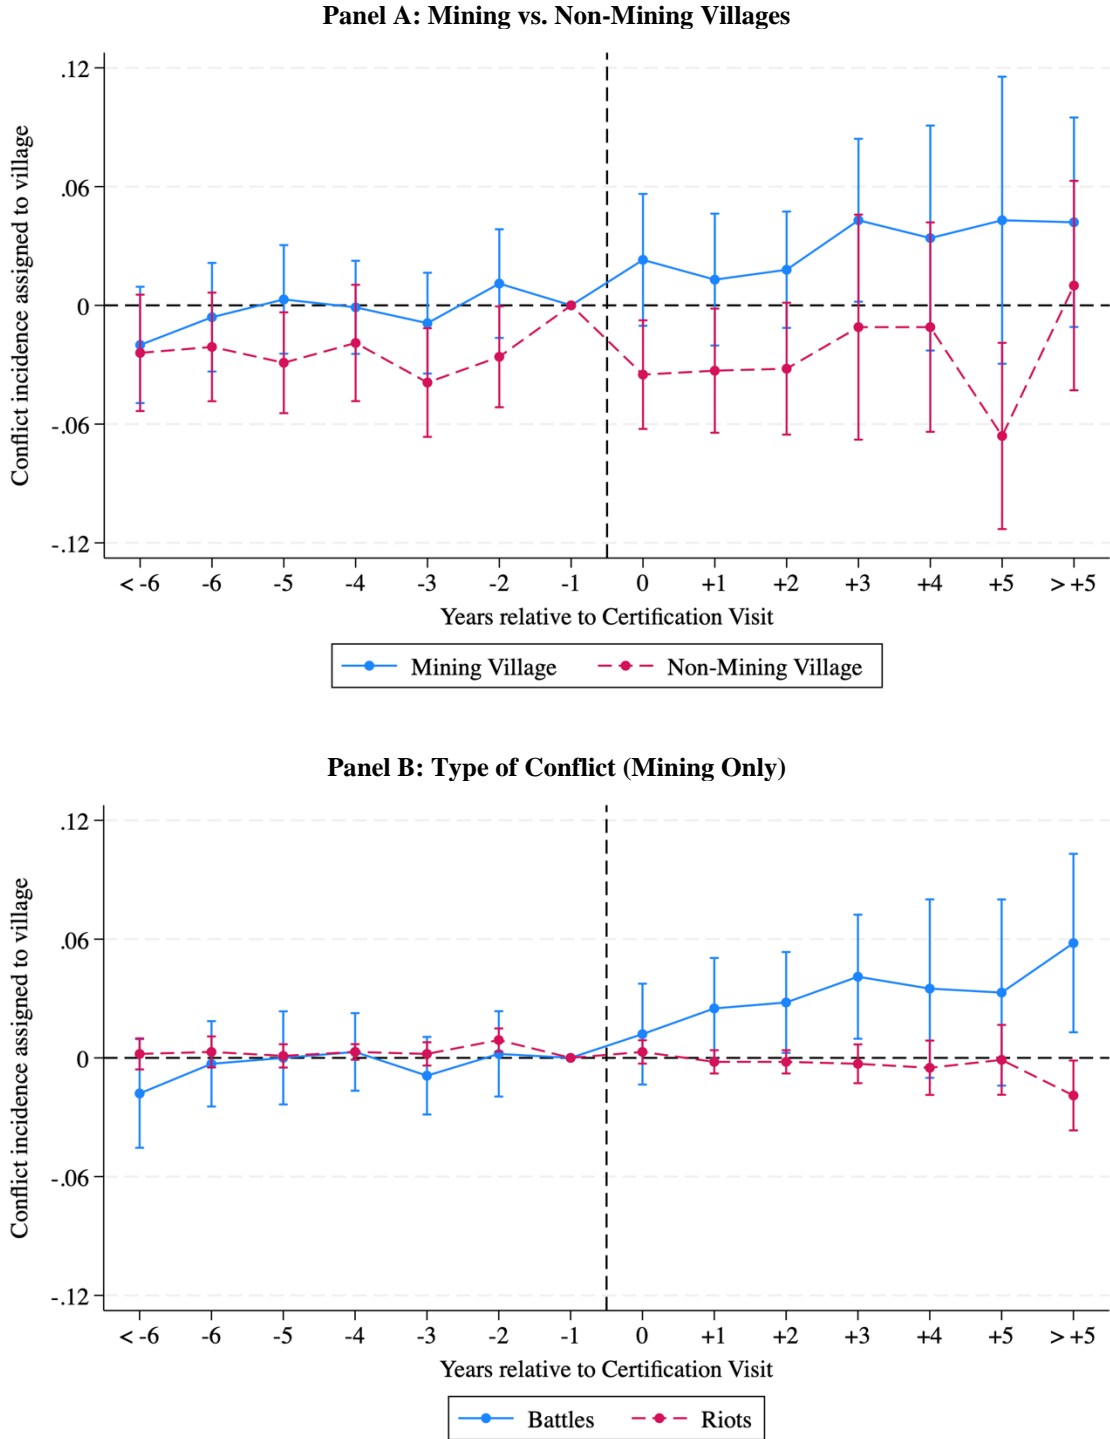 Panel A: Mining vs. Non-Mining Villages
Conflict incidence assigned to village
.12
.06
0
-.06
-.12
< -6 -6 -5 -4 -3 -2 -1 0 +1 +2 +3 +4 +5 > +5
Years relative to Certification Visit
Mining Village Non-Mining Village
Panel B: Type of Conflict (Mining Only)
Conflict incidence assigned to village
.12
.06
0
-.06
-.12
< -6 -6 -5 -4 -3 -2 -1 0 +1 +2 +3 +4 +5 > +5
Years relative to Certification Visit
Battles Riots